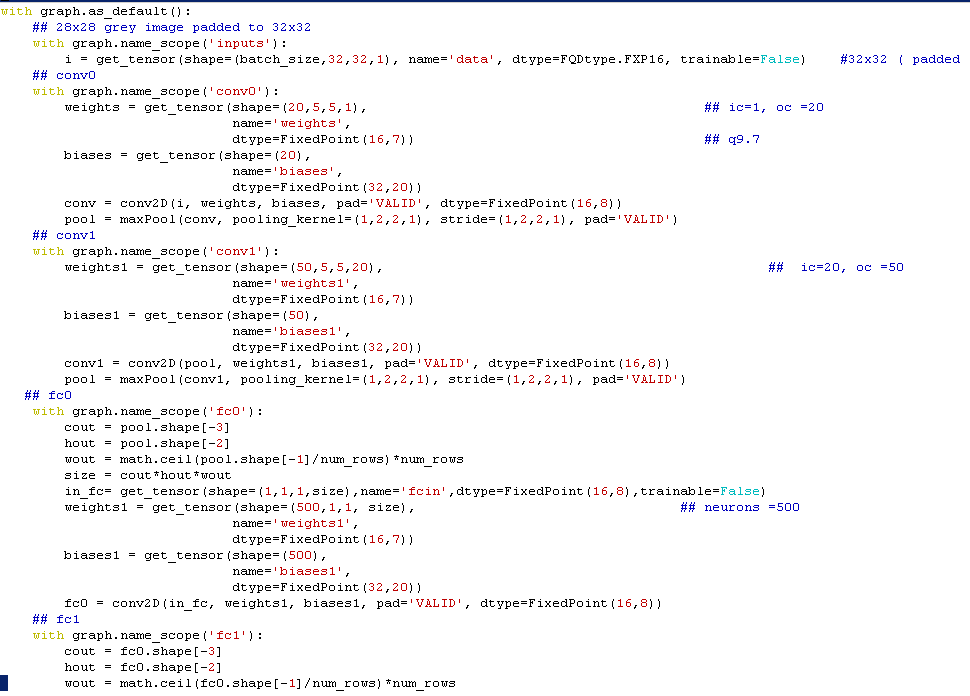 with graph.as_default():
    ## 28x28 grey image padded to 32x32
    with graph.name_scope('inputs'):
        i = get_tensor(shape=(batch_size,32,32,1), name='data', dtype=FQDtype.FXP16, trainable=False)    #32x32 ( padded
    ## conv0
    with graph.name_scope('conv0'):
        weights = get_tensor(shape=(20,5,5,1),                                          ## ic=1, oc =20
                             name='weights',
                             dtype=FixedPoint(16,7))                                    ## q9.7
        biases = get_tensor(shape=(20),
                             name='biases',
                             dtype=FixedPoint(32,20))
        conv = conv2D(i, weights, biases, pad='VALID', dtype=FixedPoint(16,8))
        pool = maxPool(conv, pooling_kernel=(1,2,2,1), stride=(1,2,2,1), pad='VALID')
    ## conv1
    with graph.name_scope('conv1'):
        weights1 = get_tensor(shape=(50,5,5,20),                                                ##  ic=20, oc =50
                             name='weights1',
                             dtype=FixedPoint(16,7))
        biases1 = get_tensor(shape=(50),
                             name='biases1',
                             dtype=FixedPoint(32,20))
        conv1 = conv2D(pool, weights1, biases1, pad='VALID', dtype=FixedPoint(16,8))
        pool = maxPool(conv1, pooling_kernel=(1,2,2,1), stride=(1,2,2,1), pad='VALID')
   ## fc0
    with graph.name_scope('fc0'):
        cout = pool.shape[-3]
        hout = pool.shape[-2]
        wout = math.ceil(pool.shape[-1]/num_rows)*num_rows
        size = cout*hout*wout
        in_fc= get_tensor(shape=(1,1,1,size),name='fcin',dtype=FixedPoint(16,8),trainable=False)
        weights1 = get_tensor(shape=(500,1,1, size),                                 ## neurons =500
                             name='weights1',
                             dtype=FixedPoint(16,7))
        biases1 = get_tensor(shape=(500),
                             name='biases1',
                             dtype=FixedPoint(32,20))
        fc0 = conv2D(in_fc, weights1, biases1, pad='VALID', dtype=FixedPoint(16,8))
    ## fc1
    with graph.name_scope('fc1'):
        cout = fc0.shape[-3]
        hout = fc0.shape[-2]
        wout = math.ceil(fc0.shape[-1]/num_rows)*num_rows